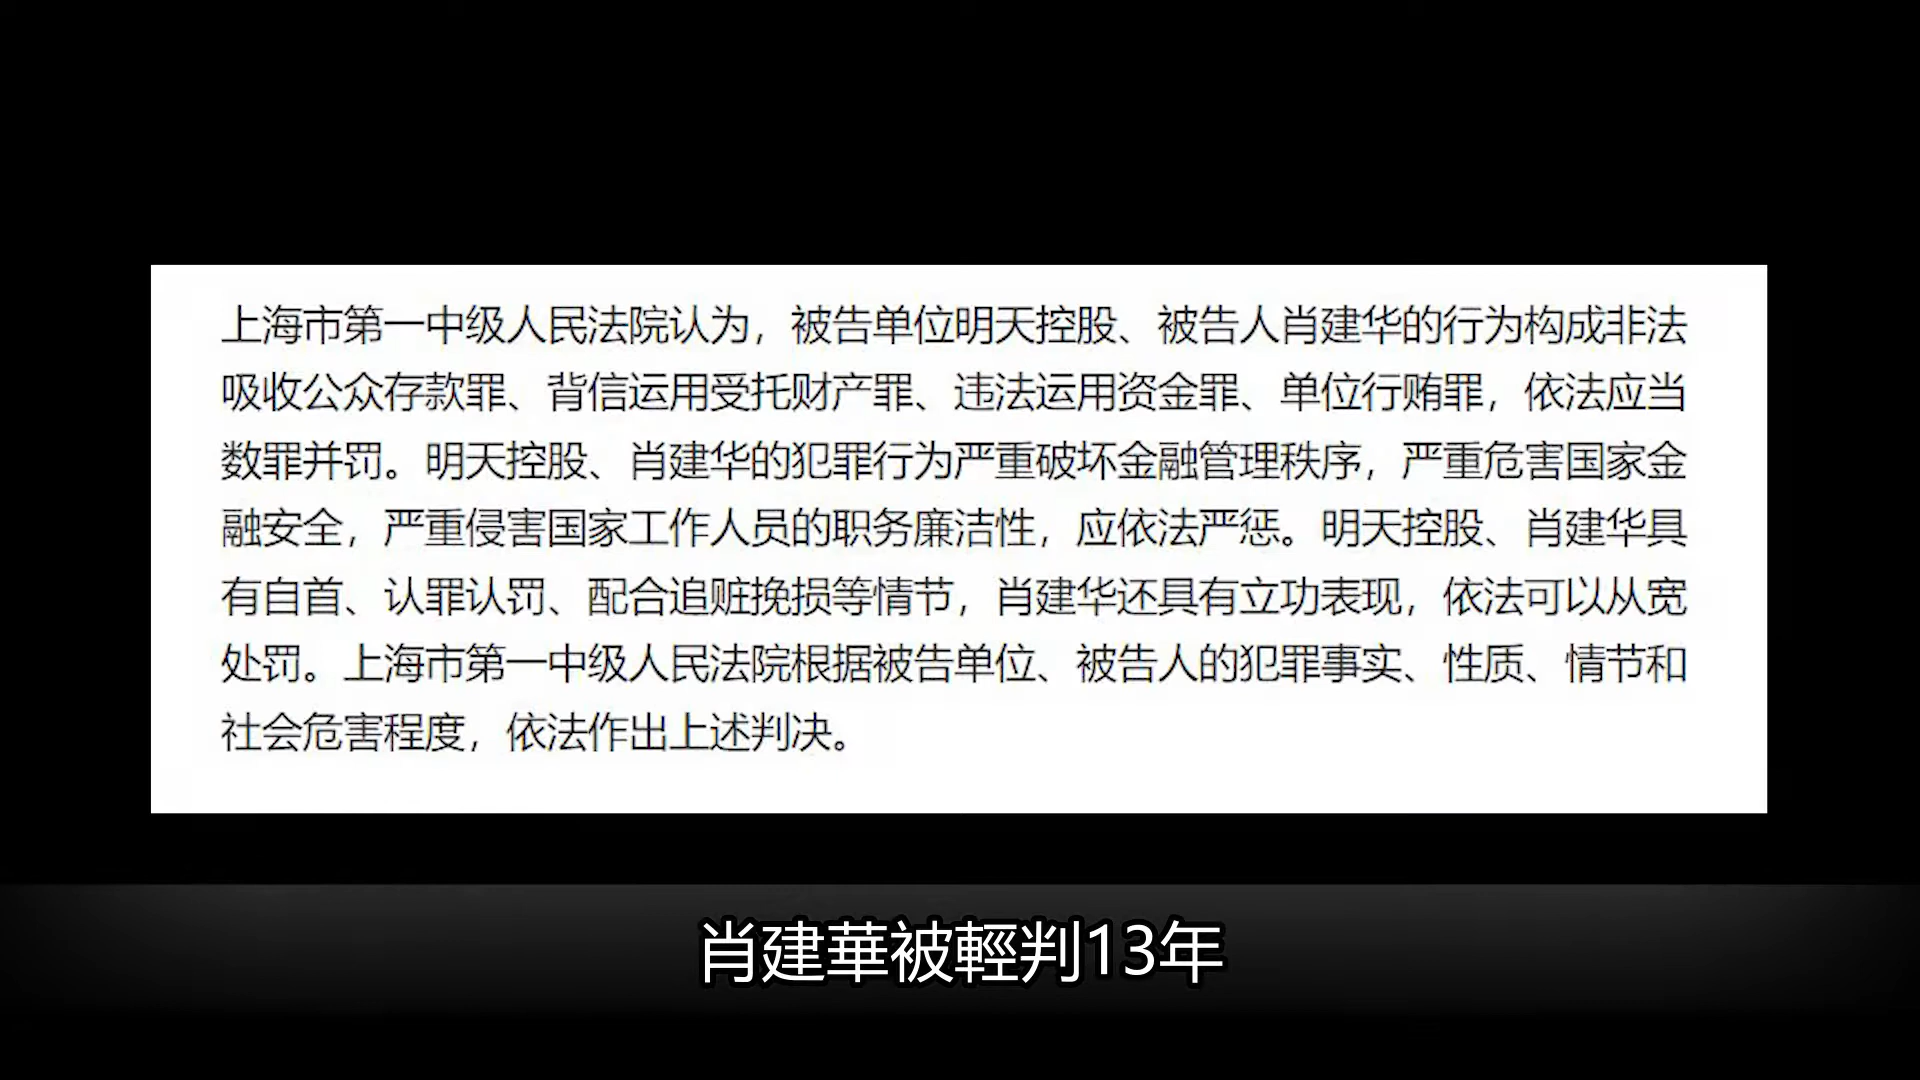 上海市第一中级人民法院认为，被告单位明天控股、被告人肖建华的行为构成非法
吸收公众存款罪、背信运用受托财产罪、违法运用资金罪、单位行贿罪，依法应当
数罪并罚。明天控股、肖建华的犯罪行为严重破坏金融管理秩序，严重危害国家金
融安全，严重侵害国家工作人员的职务廉洁性，应依法严惩。明天控股、肖建华具
有自首、认罪认罚、配合追赃挽损等情节，肖建华还具有立功表现，依法可以从宽
处罚。上海市第一中级人民法院根据被告单位、被告人的犯罪事实、性质、情节和
社会危害程度，依法作出上述判决。
肖建華被輕判13年